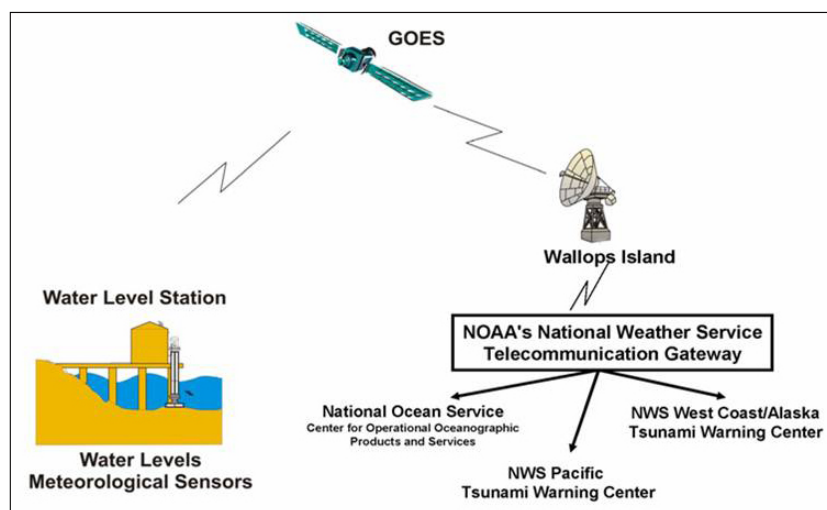 GOES
Wallops Island
Water Level Station
NOAA's National Weather Service
Telecommunication Gateway
National Ocean Service
Center for Operational Oceanographic
Products and Services
NWS West Coast/Alaska
Tsunami Warning Center
NWS Pacific
Tsunami Warning Center
Water Levels
Meteorological Sensors